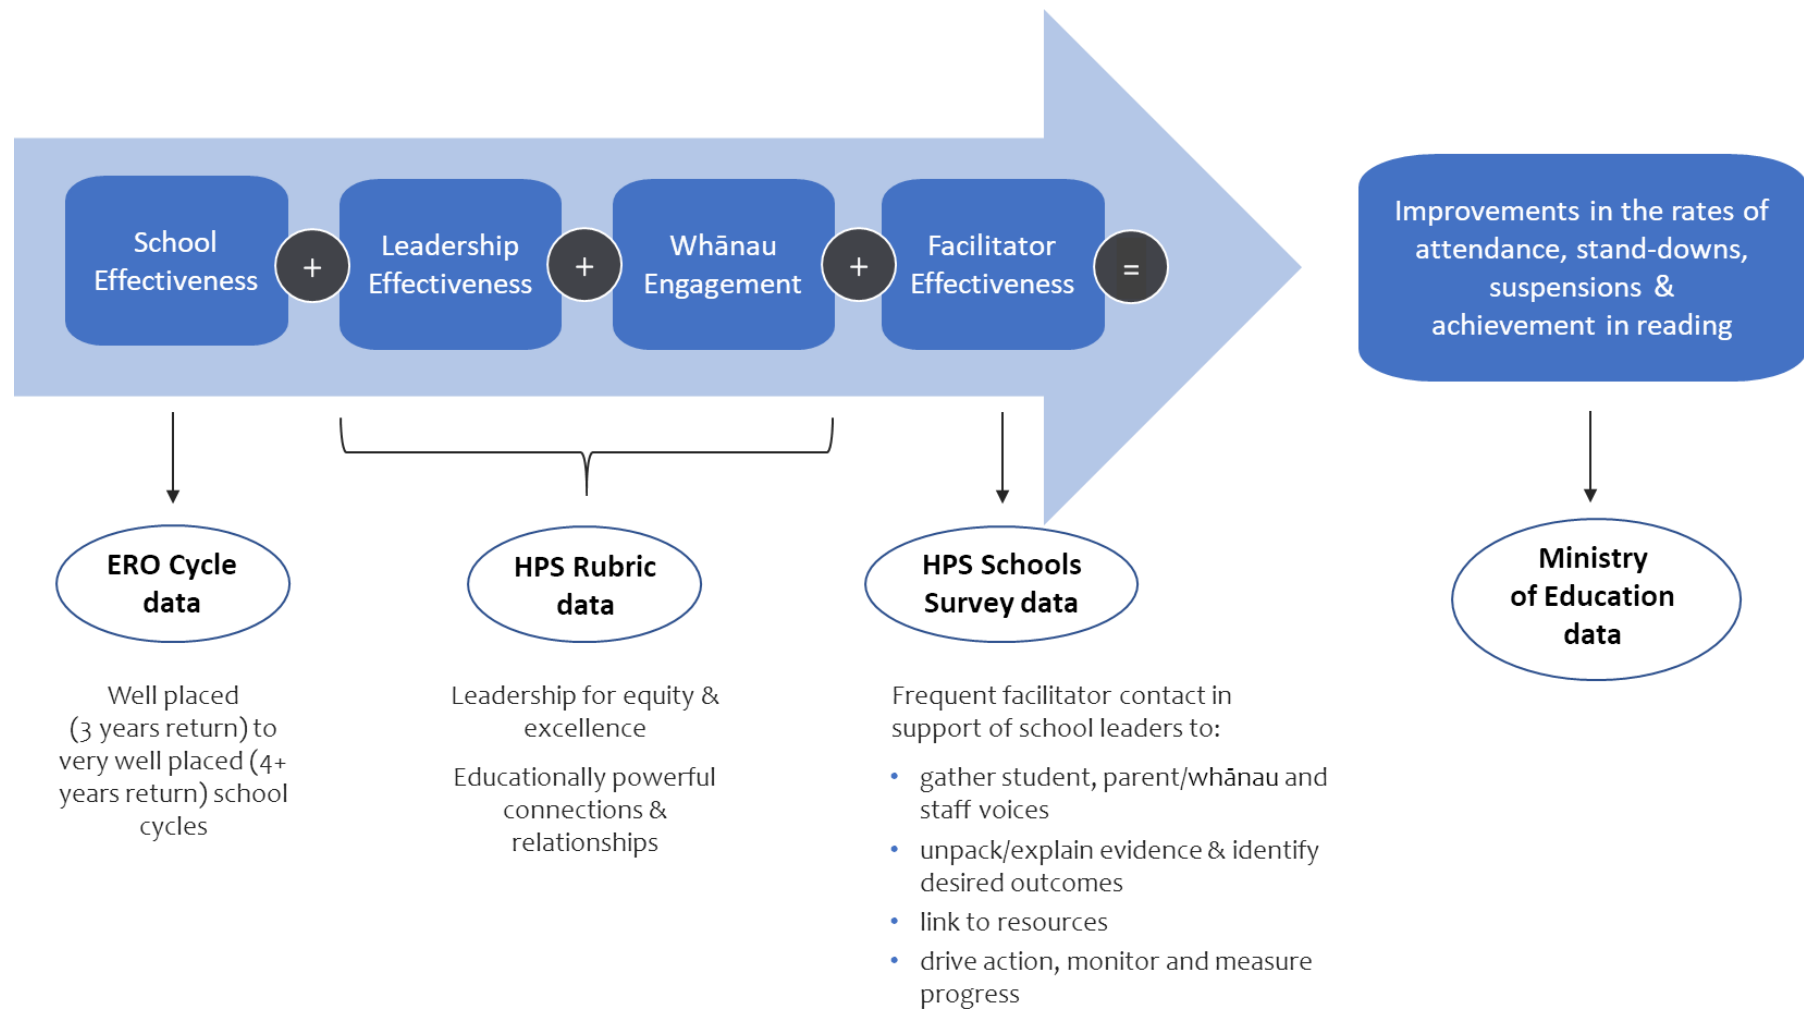 School
Effectiveness
+
Leadership
Effectiveness
+
Whānau
Engagement
+
Facilitator
Effectiveness
=
Improvements in the rates of
attendance, stand-downs,
suspensions &
achievement in reading
ERO Cycle
data
HPS Rubric
data
HPS Schools
Survey data
Ministry
of Education
data
Well placed
(3 years return) to
very well placed (4+
years return) school
cycles
Leadership for equity &
excellence
Educationally powerful
connections &
relationships
Frequent facilitator contact in
support of school leaders to:
• gather student, parent/whānau and
staff voices
• unpack/explain evidence & identify
desired outcomes
• link to resources
• drive action, monitor and measure
progress